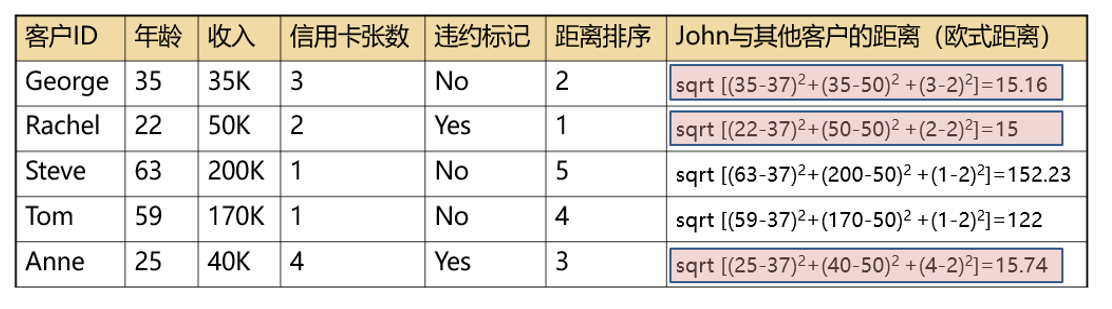 客户ID 年龄 收入 信用卡张数 违约标记 距离排序 John与其他客户的距离（欧式距离）
George 35 35K 3 No 2 sqrt [(35-37)²+(35-50)² +(3-2)²]=15.16
Rachel 22 50K 2 Yes 1 sqrt [(22-37)²+(50-50)² +(2-2)²]=15
Steve 63 200K 1 No 5 sqrt [(63-37)²+(200-50)² +(1-2)²]=152.23
Tom 59 170K 1 No 4 sqrt [(59-37)²+(170-50)² +(1-2)²]=122
Anne 25 40K 4 Yes 3 sqrt [(25-37)²+(40-50)² +(4-2)²]=15.74